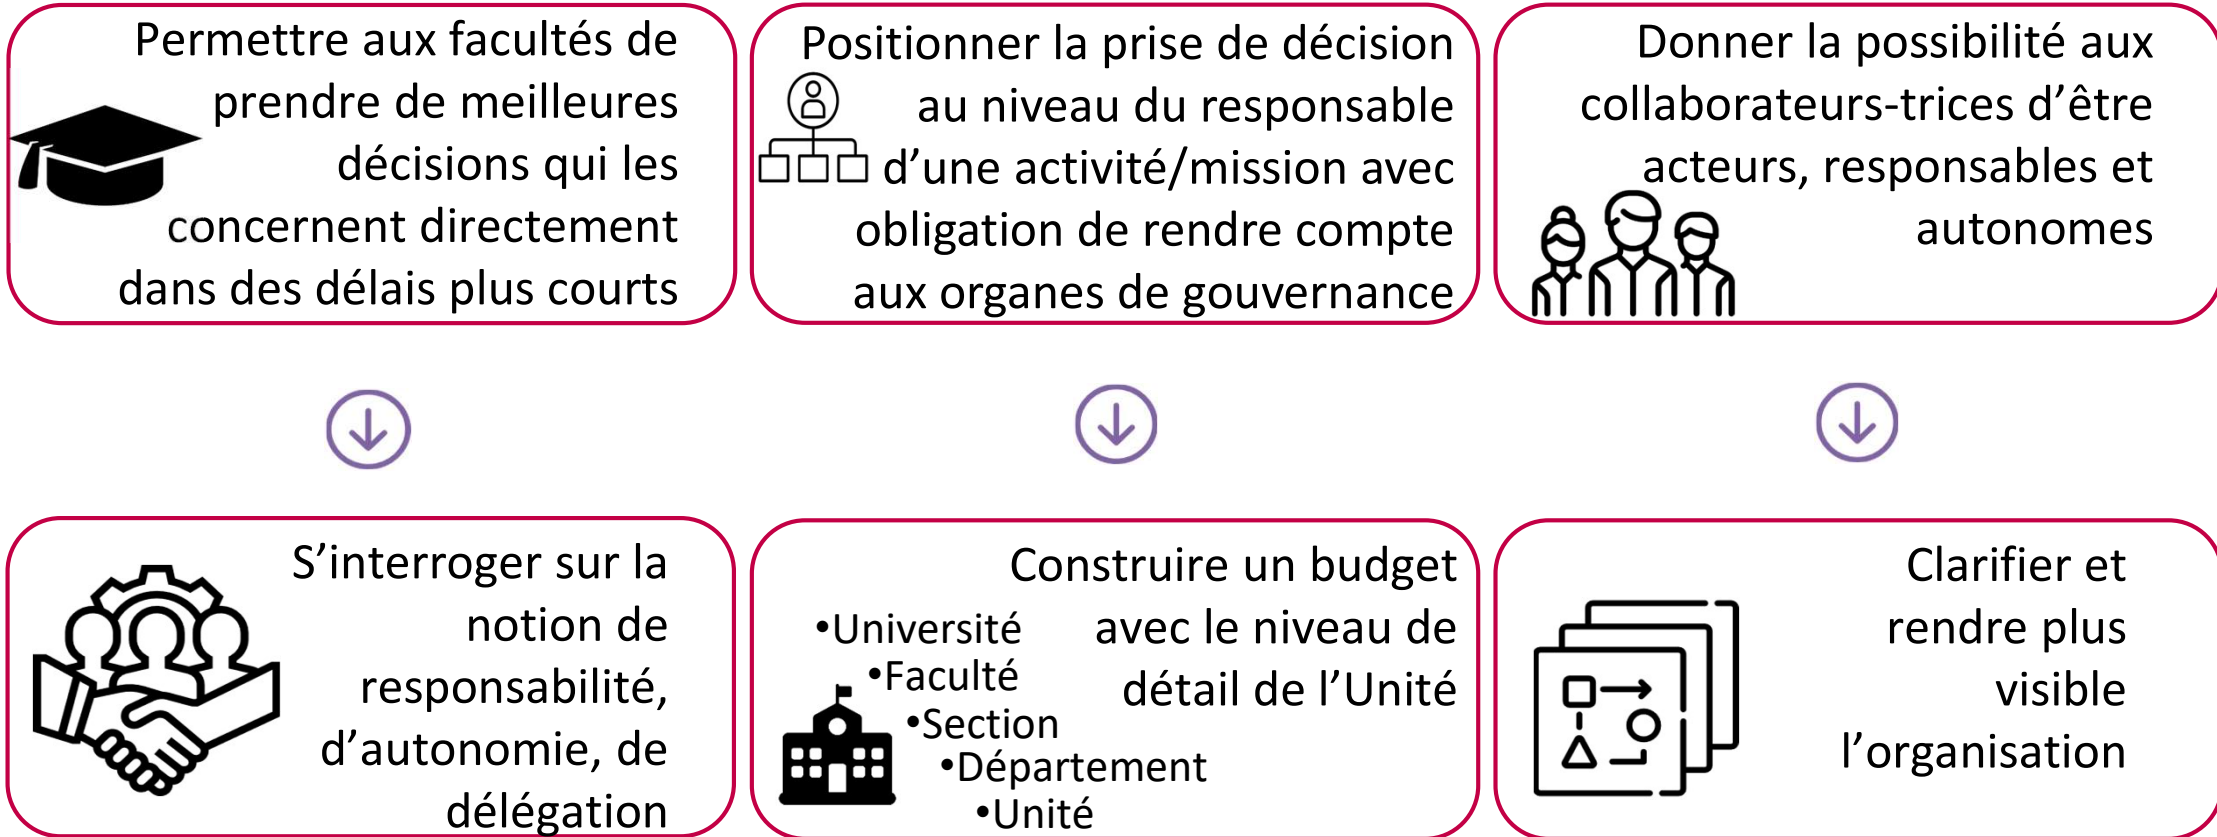 Permettre aux facultés de
prendre de meilleures
décisions qui les
concernent directement
dans des délais plus courts
Positionner la prise de décision
au niveau du responsable
d’une activité/mission avec
obligation de rendre compte
aux organes de gouvernance
Donner la possibilité aux
collaborateurs-trices d’être
acteurs, responsables et
autonomes
S’interroger sur la
notion de
responsabilité,
d’autonomie, de
délégation
Construire un budget
avec le niveau de
détail de l’Unité
•Université
•Faculté
•Section
•Département
•Unité
Clarifier et
rendre plus
visible
l’organisation